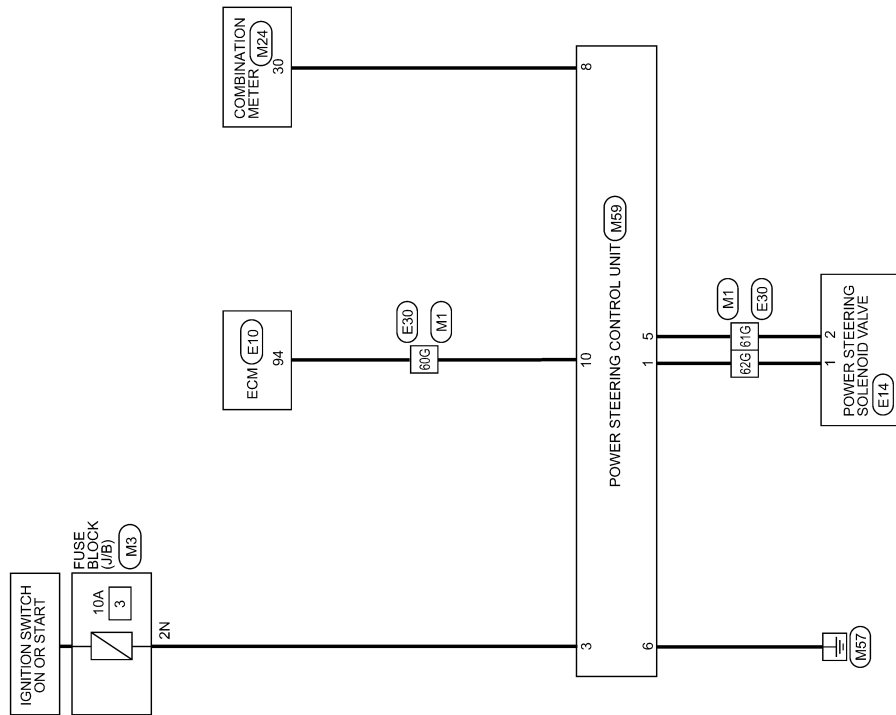 IGNITION SWITCH
ON OR START
FUSE
BLOCK
(J/B)
M3
10A
3
2N
ECM
E10
94
E30
M1
60G
COMBINATION
METER
M24
30
3
10
8
POWER STEERING CONTROL UNIT
M59
6
1
5
M1
E30
62G
61G
M57
1
2
POWER STEERING
SOLENOID VALVE
E14